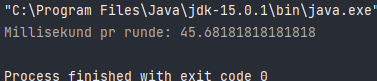 "C:\Program Files\Java\jdk-15.0.1\bin\java.exe"
Millisekund pr runde: 45.68181818181818
Process finished with exit code 0